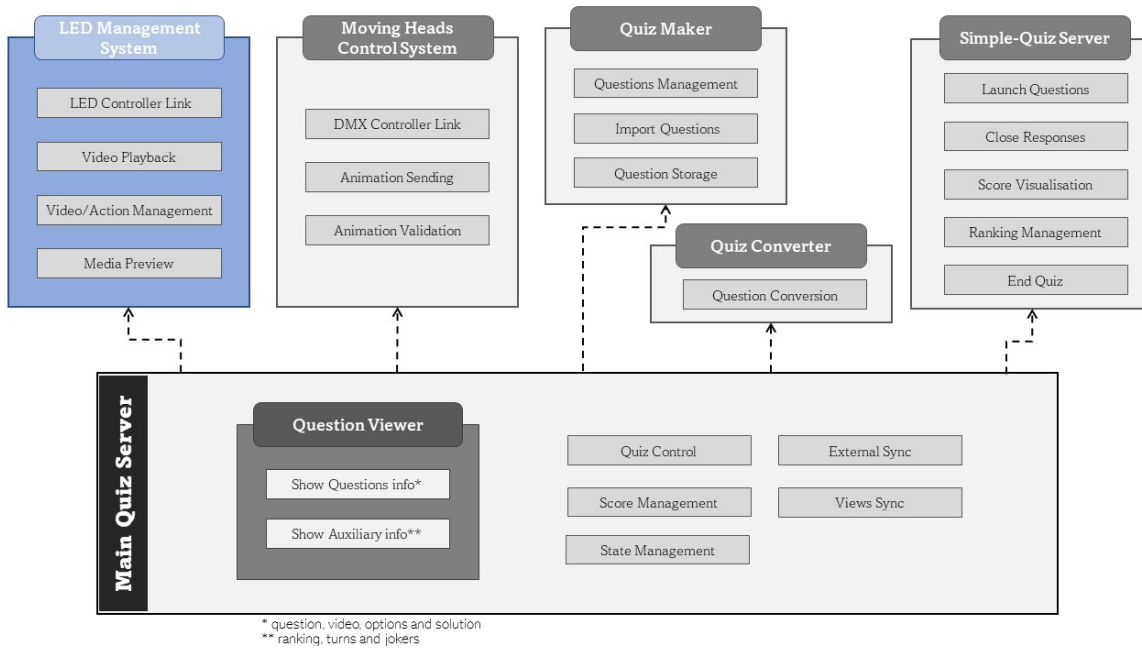 LED Management
System
LED Controller Link
Video Playback
Video/Action Management
Media Preview
Moving Heads
Control System
DMX Controller Link
Animation Sending
Animation Validation
Quiz Maker
Questions Management
Import Questions
Question Storage
Quiz Converter
Question Conversion
Simple-Quiz Server
Launch Questions
Close Responses
Score Visualisation
Ranking Management
End Quiz
Main Quiz Server
Question Viewer
Show Questions info*
Show Auxiliary info**
Quiz Control
Score Management
State Management
External Sync
Views Sync
* question, video, options and solution
** ranking, turns and jokers